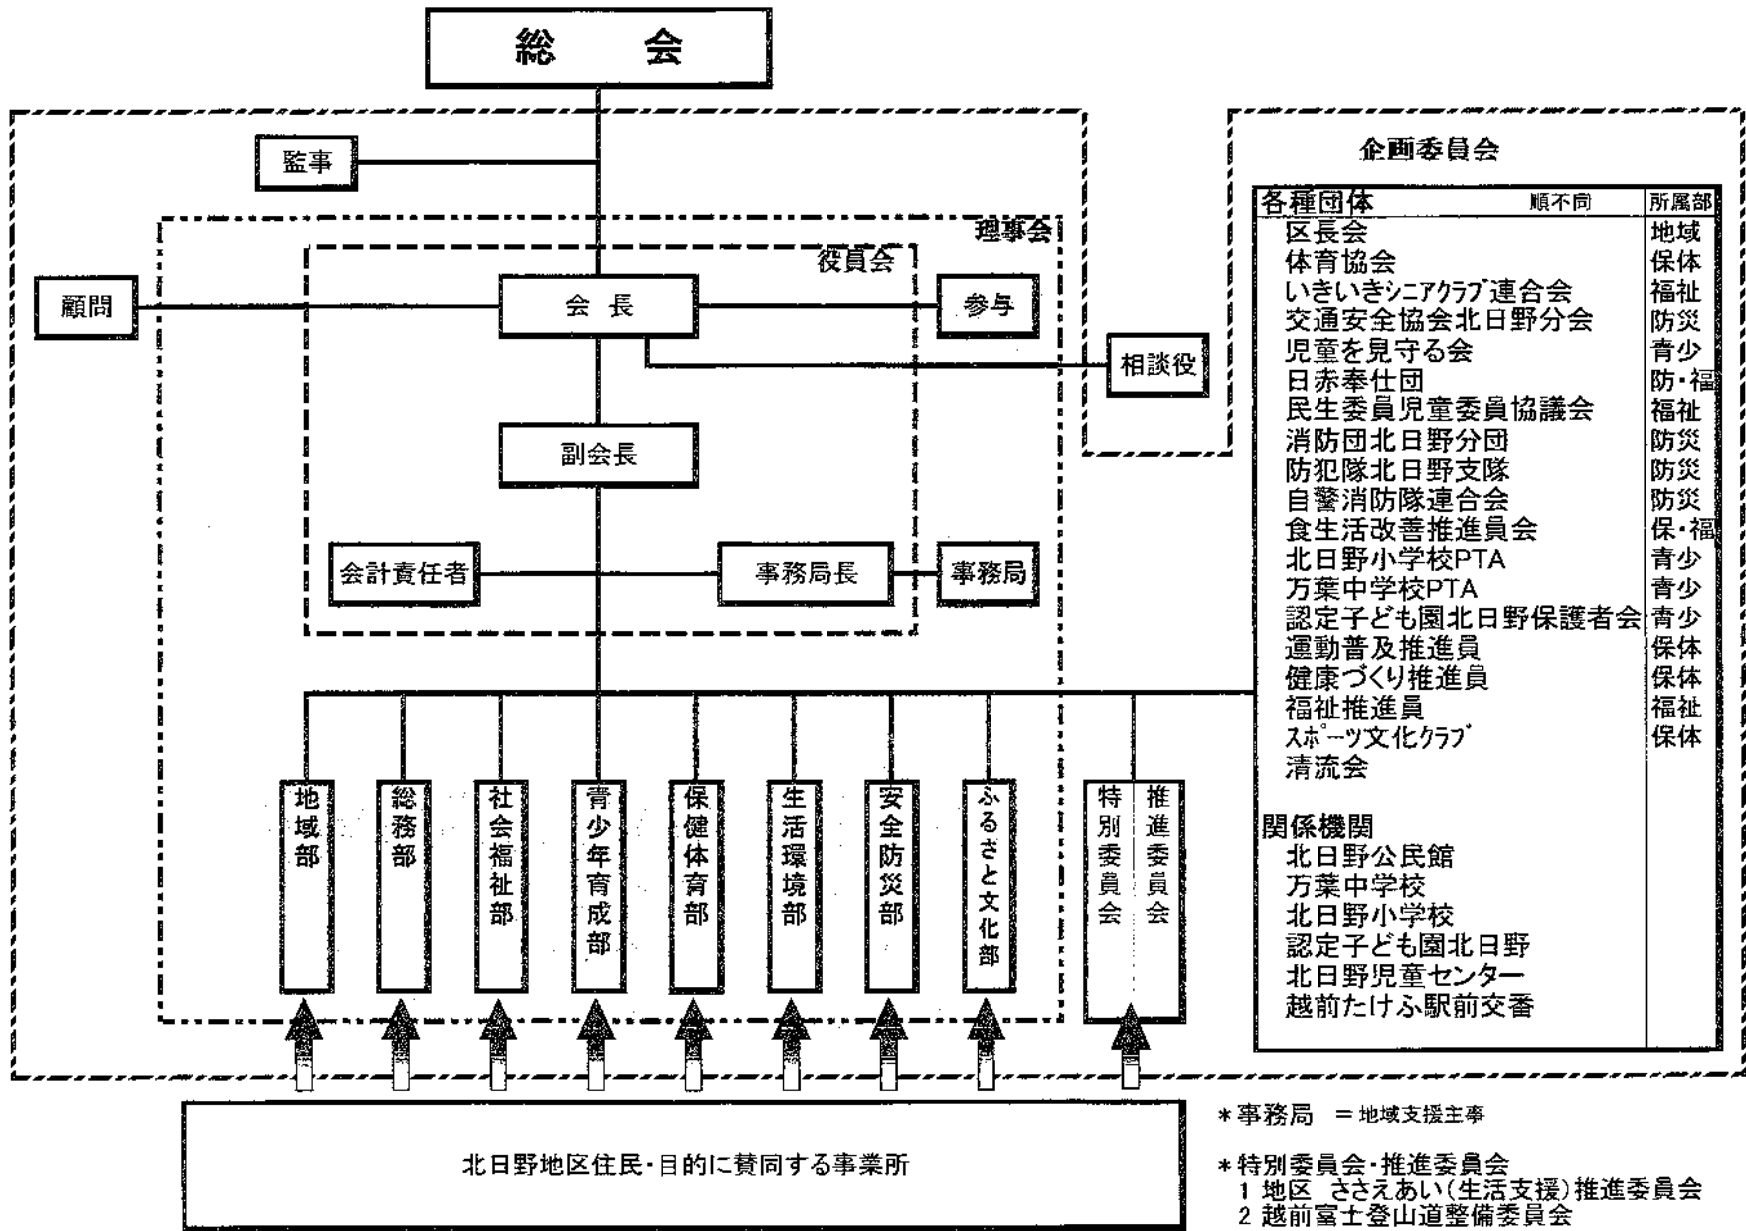 総　会
監事
企画委員会
理事会
役員会
顧問
会 長
参与
相談役
副会長
会計責任者
事務局長
事務局
地域部
総務部
社会福祉部
青少年育成部
保健体育部
生活環境部
安全防災部
ふるさと文化部
特別委員会
推進委員会
各種団体 順不同 所属部
区長会 地域
体育協会 保体
いきいきシニアクラブ連合会 福祉
交通安全協会北日野分会 防災
児童を見守る会 青少
日赤奉仕団 防・福
民生委員児童委員協議会 福祉
消防団北日野分団 防災
防犯隊北日野支隊 防災
自警消防隊連合会 防災
食生活改善推進員会 保・福
北日野小学校PTA 青少
万葉中学校PTA 青少
認定子ども園北日野保護者会 青少
運動普及推進員 保体
健康づくり推進員 保体
福祉推進員 福祉
スポーツ文化クラブ 保体
清流会
関係機関
北日野公民館
万葉中学校
北日野小学校
認定子ども園北日野
北日野児童センター
越前たけふ駅前交番
北日野地区住民・目的に賛同する事業所
*事務局 =地域支援主事
*特別委員会・推進委員会
1 地区 ささえあい(生活支援)推進委員会
2 越前富士登山道整備委員会